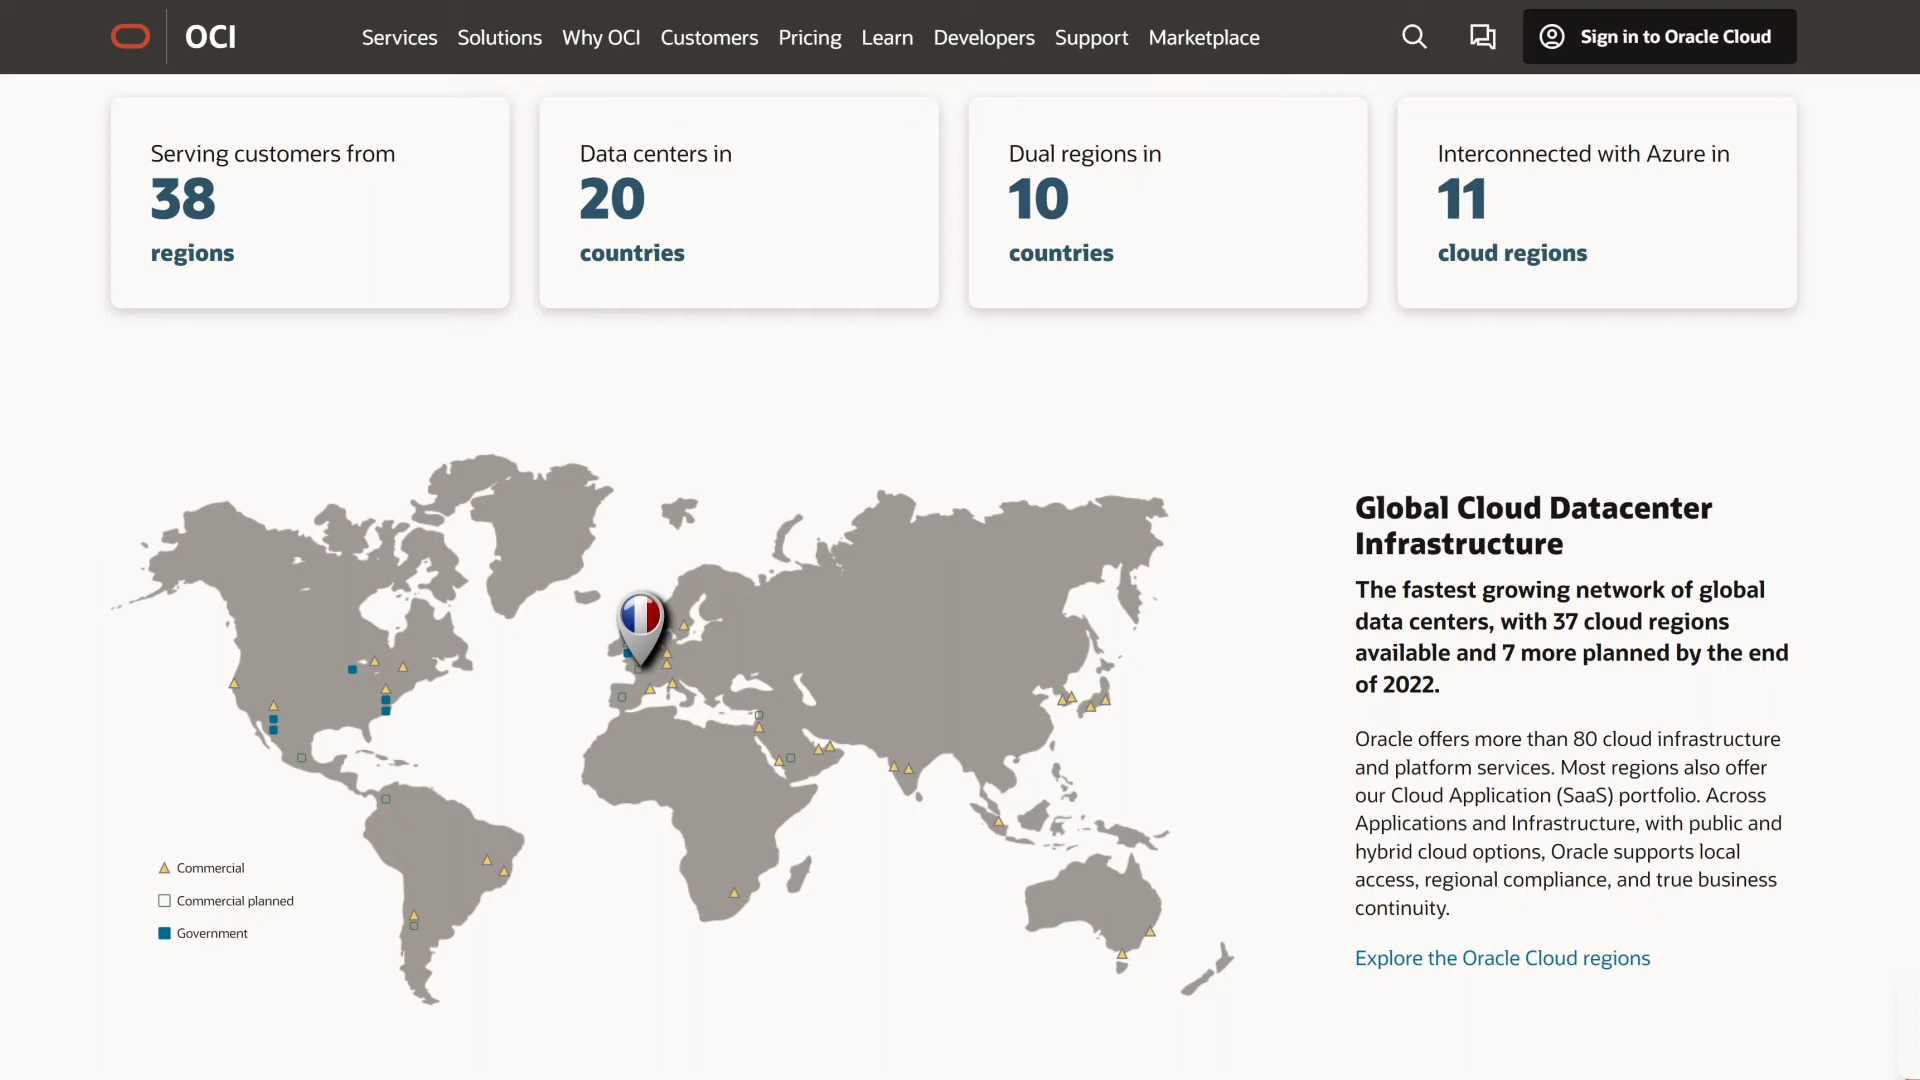 OCI
Services Solutions Why OCI Customers Pricing Learn Developers Support Marketplace
Sign in to Oracle Cloud
Serving customers from
38
regions
Data centers in
20
countries
Dual regions in
10
countries
Interconnected with Azure in
11
cloud regions
Commercial
Commercial planned
Government
Global Cloud Datacenter
Infrastructure
The fastest growing network of global
data centers, with 37 cloud regions
available and 7 more planned by the end
of 2022.
Oracle offers more than 80 cloud infrastructure
and platform services. Most regions also offer
our Cloud Application (SaaS) portfolio. Across
Applications and Infrastructure, with public and
hybrid cloud options, Oracle supports local
access, regional compliance, and true business
continuity.
Explore the Oracle Cloud regions